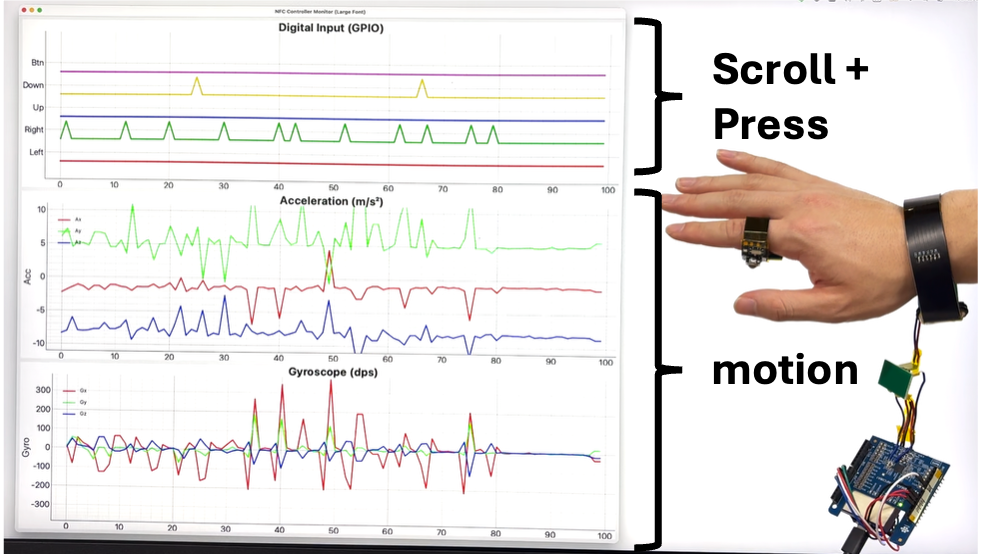 NFC Controller Monitor (Large Font)
Digital Input (GPIO)
Btn
Down
Up
Right
Left
0 10 20 30 40 50 60 70 80 90 100
Scroll +
Press
Acceleration (m/s²)
10
5
0
-5
-10
Acc
Ax
Ay
Az
0 10 20 30 40 50 60 70 80 90 100
motion
Gyroscope (dps)
300
200
100
0
-100
-200
-300
Gyro
Gx
Gy
Gz
0 10 20 30 40 50 60 70 80 90 100